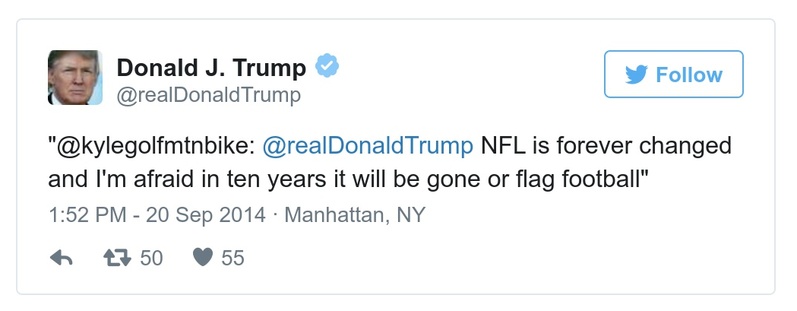 Donald J. Trump
@realDonaldTrump
Follow
"@kylegolfmtnbike: @realDonaldTrump NFL is forever changed
and I'm afraid in ten years it will be gone or flag football"
1:52 PM - 20 Sep 2014 · Manhattan, NY
50 55